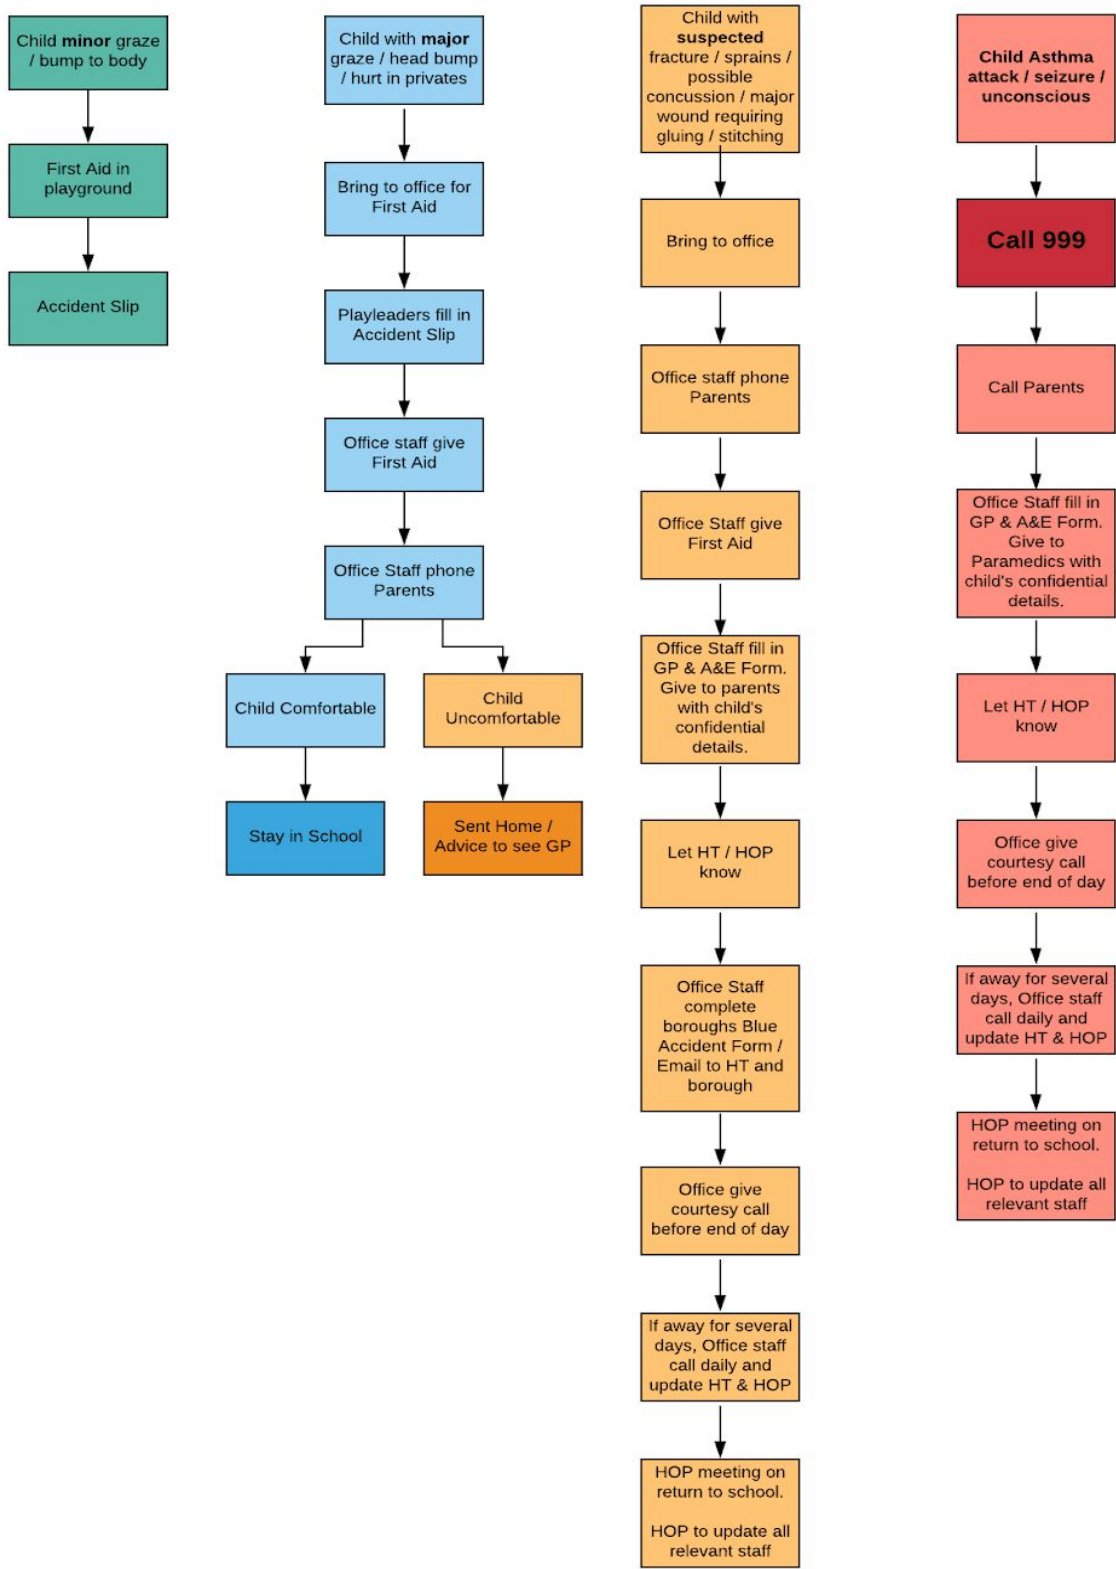 Child minor graze
/ bump to body
First Aid in
playground
Accident Slip
Child with major
graze / head bump
/ hurt in privates
Bring to office for
First Aid
Playleaders fill in
Accident Slip
Office staff give
First Aid
Office Staff phone
Parents
Child Comfortable
Stay in School
Child
Uncomfortable
Sent Home /
Advice to see GP
Child with
suspected
fracture / sprains /
possible
concussion / major
wound requiring
gluing / stitching
Bring to office
Office staff phone
Parents
Office Staff give
First Aid
Office Staff fill in
GP & A&E Form.
Give to parents
with child's
confidential
details.
Let HT / HOP
know
Office Staff
complete
boroughs Blue
Accident Form /
Email to HT and
borough
Office give
courtesy call
before end of day
If away for several
days, Office staff
call daily and
update HT & HOP
HOP meeting on
return to school.
HOP to update all
relevant staff
Child Asthma
attack / seizure /
unconscious
Call 999
Call Parents
Office Staff fill in
GP & A&E Form.
Give to
Paramedics with
child's confidential
details.
Let HT / HOP
know
Office give
courtesy call
before end of day
If away for several
days, Office staff
call daily and
update HT & HOP
HOP meeting on
return to school.
HOP to update all
relevant staff